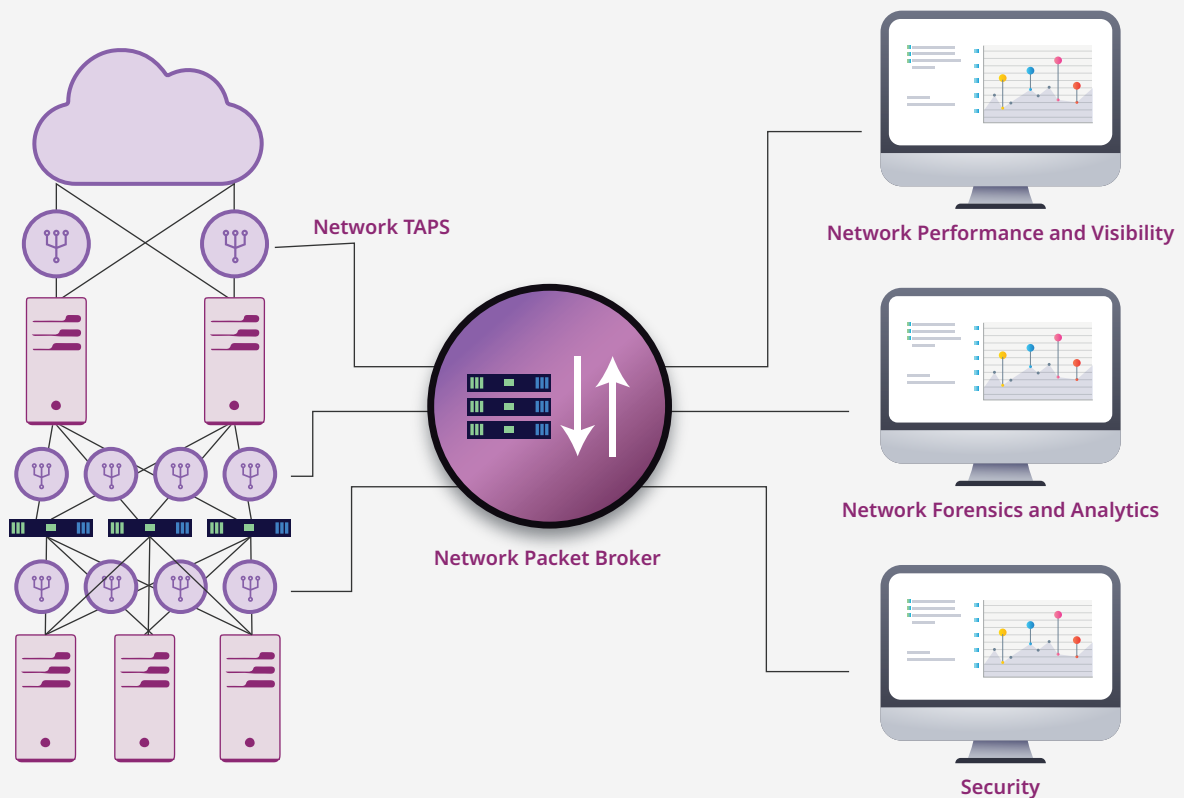 Network TAPS
Network Packet Broker
Network Performance and Visibility
Network Forensics and Analytics
Security